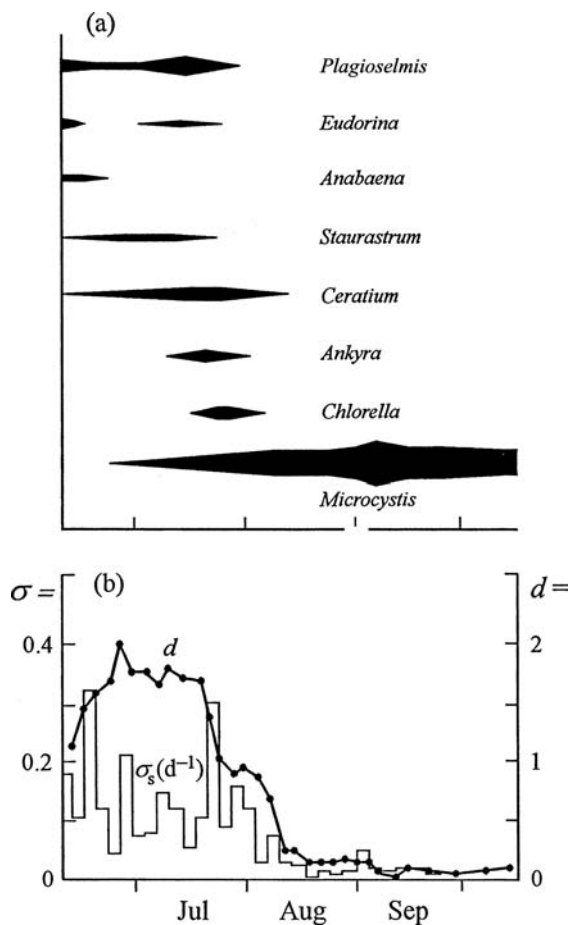 (a)
Plagioselmis
Eudorina
Anabaena
Staurastrum
Ceratium
Ankyra
Chlorella
Microcystis
σ = (b) d =
0.4 d 2
0.2 σs(d−1) 1
0 0
Jul Aug Sep